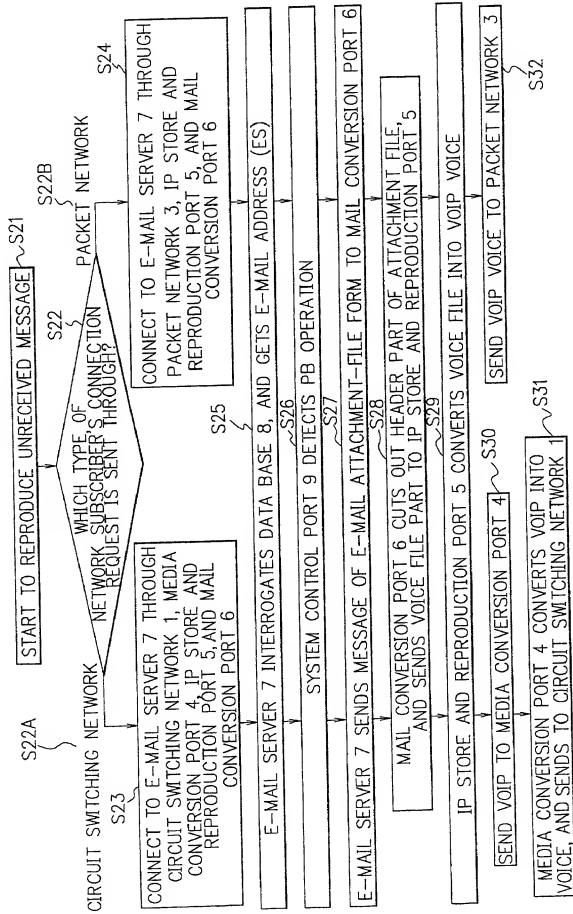 START TO REPRODUCE UNRECEIVED MESSAGE
S21
S22
WHICH TYPE OF
NETWORK SUBSCRIBER'S CONNECTION
REQUEST IS SENT THROUGH?
S22A
CIRCUIT SWITCHING NETWORK
S22B
PACKET NETWORK
S23
CONNECT TO E-MAIL SERVER 7 THROUGH
CIRCUIT SWITCHING NETWORK 1, MEDIA
CONVERSION PORT 4, IP STORE AND
REPRODUCTION PORT 5,AND MAIL
CONVERSION PORT 6
S24
CONNECT TO E-MAIL SERVER 7 THROUGH
PACKET NETWORK 3, IP STORE AND
REPRODUCTION PORT 5, AND MAIL
CONVERSION PORT 6
S25
E-MAIL SERVER 7 INTERROGATES DATA BASE 8, AND GETS E-MAIL ADDRESS (ES)
S26
SYSTEM CONTROL PORT 9 DETECTS PB OPERATION
S27
E-MAIL SERVER 7 SENDS MESSAGE OF E-MAIL ATTACHMENT-FILE FORM TO MAIL CONVERSION PORT 6
S28
MAIL CONVERSION PORT 6 CUTS OUT HEADER PART OF ATTACHMENT FILE,
AND SENDS VOICE FILE PART TO IP STORE AND REPRODUCTION PORT 5
S29
IP STORE AND REPRODUCTION PORT 5 CONVERTS VOICE FILE INTO VOIP VOICE
S30
SEND VOIP TO MEDIA CONVERSION PORT 4
S32
SEND VOIP VOICE TO PACKET NETWORK 3
S31
MEDIA CONVERSION PORT 4 CONVERTS VOIP INTO
VOICE, AND SENDS TO CIRCUIT SWITCHING NETWORK 1